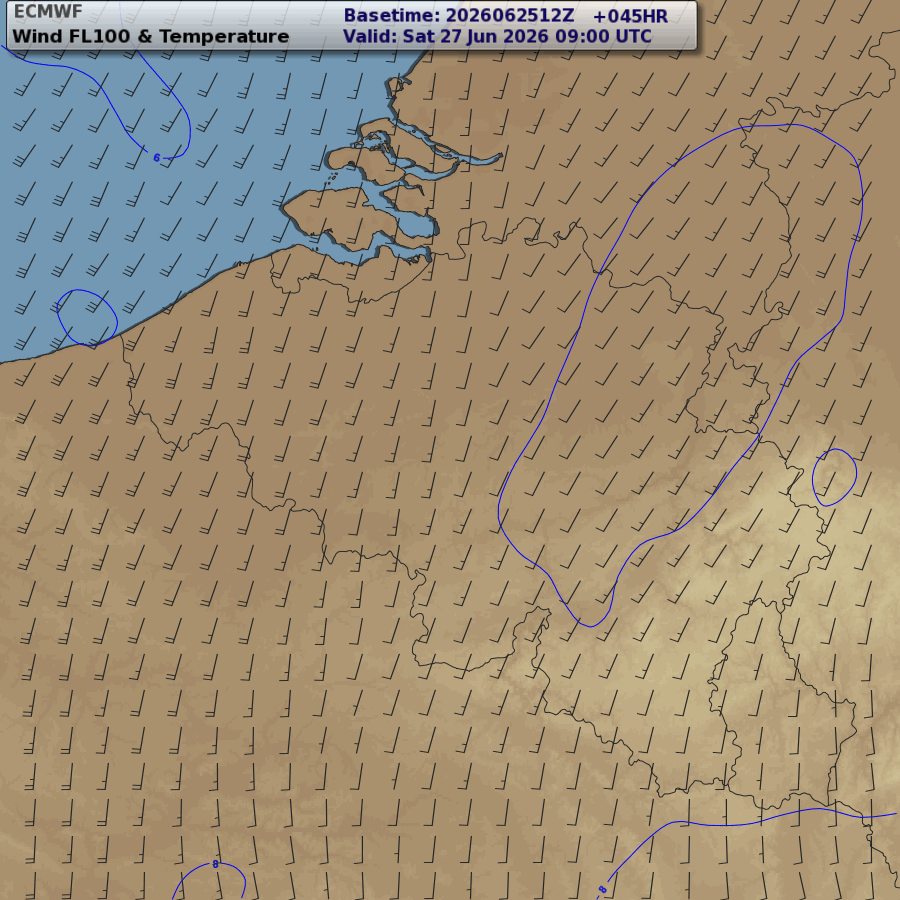 ECMWF
Basetime: 2026062512Z +045HR
Wind FL100 & Temperature
Valid: Sat 27 Jun 2026 09:00 UTC
6
8
8